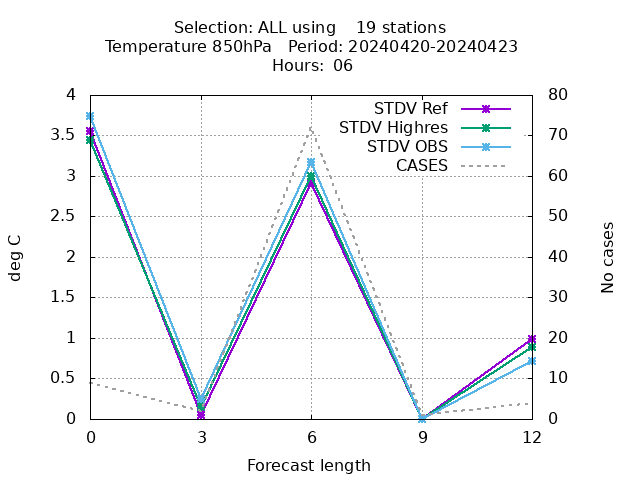 Selection: ALL using    19 stations
Temperature 850hPa   Period: 20240420-20240423
Hours:  06
4
80
STDV Ref
3.5
70
STDV Highres
STDV OBS
CASES
3
60
2.5
50
2
40
1.5
30
1
20
0.5
10
0
0
deg C
No cases
0
3
6
9
12
Forecast length